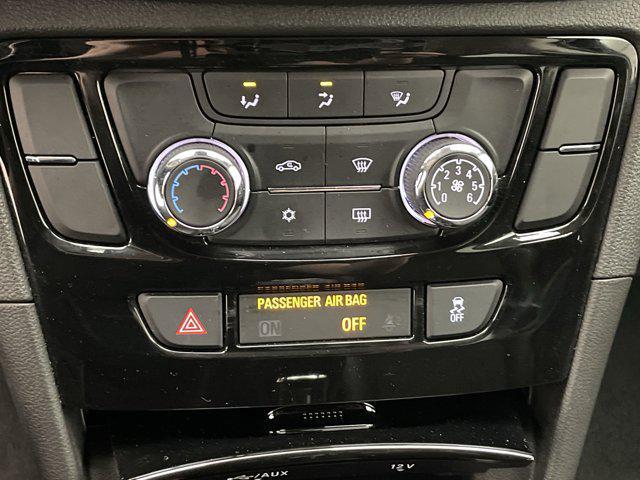 0 1 2 3 4 5 6
PASSENGER AIR BAG
ON OFF
OFF
/AUX 12V